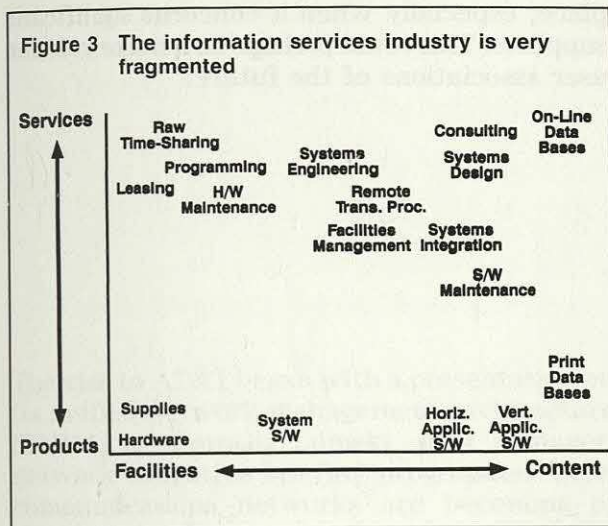 Figure 3 The information services industry is very
fragmented
Services
Raw
Time-Sharing
Programming
Leasing
H/W
Maintenance
Systems
Engineering
Remote
Trans. Proc.
Facilities
Management
Consulting
Systems
Design
Systems
Integration
S/W
Maintenance
On-Line
Data
Bases
Print
Data
Bases
Supplies
Hardware
System
S/W
Horiz.
Applic.
S/W
Vert.
Applic.
S/W
Products
Facilities
Content